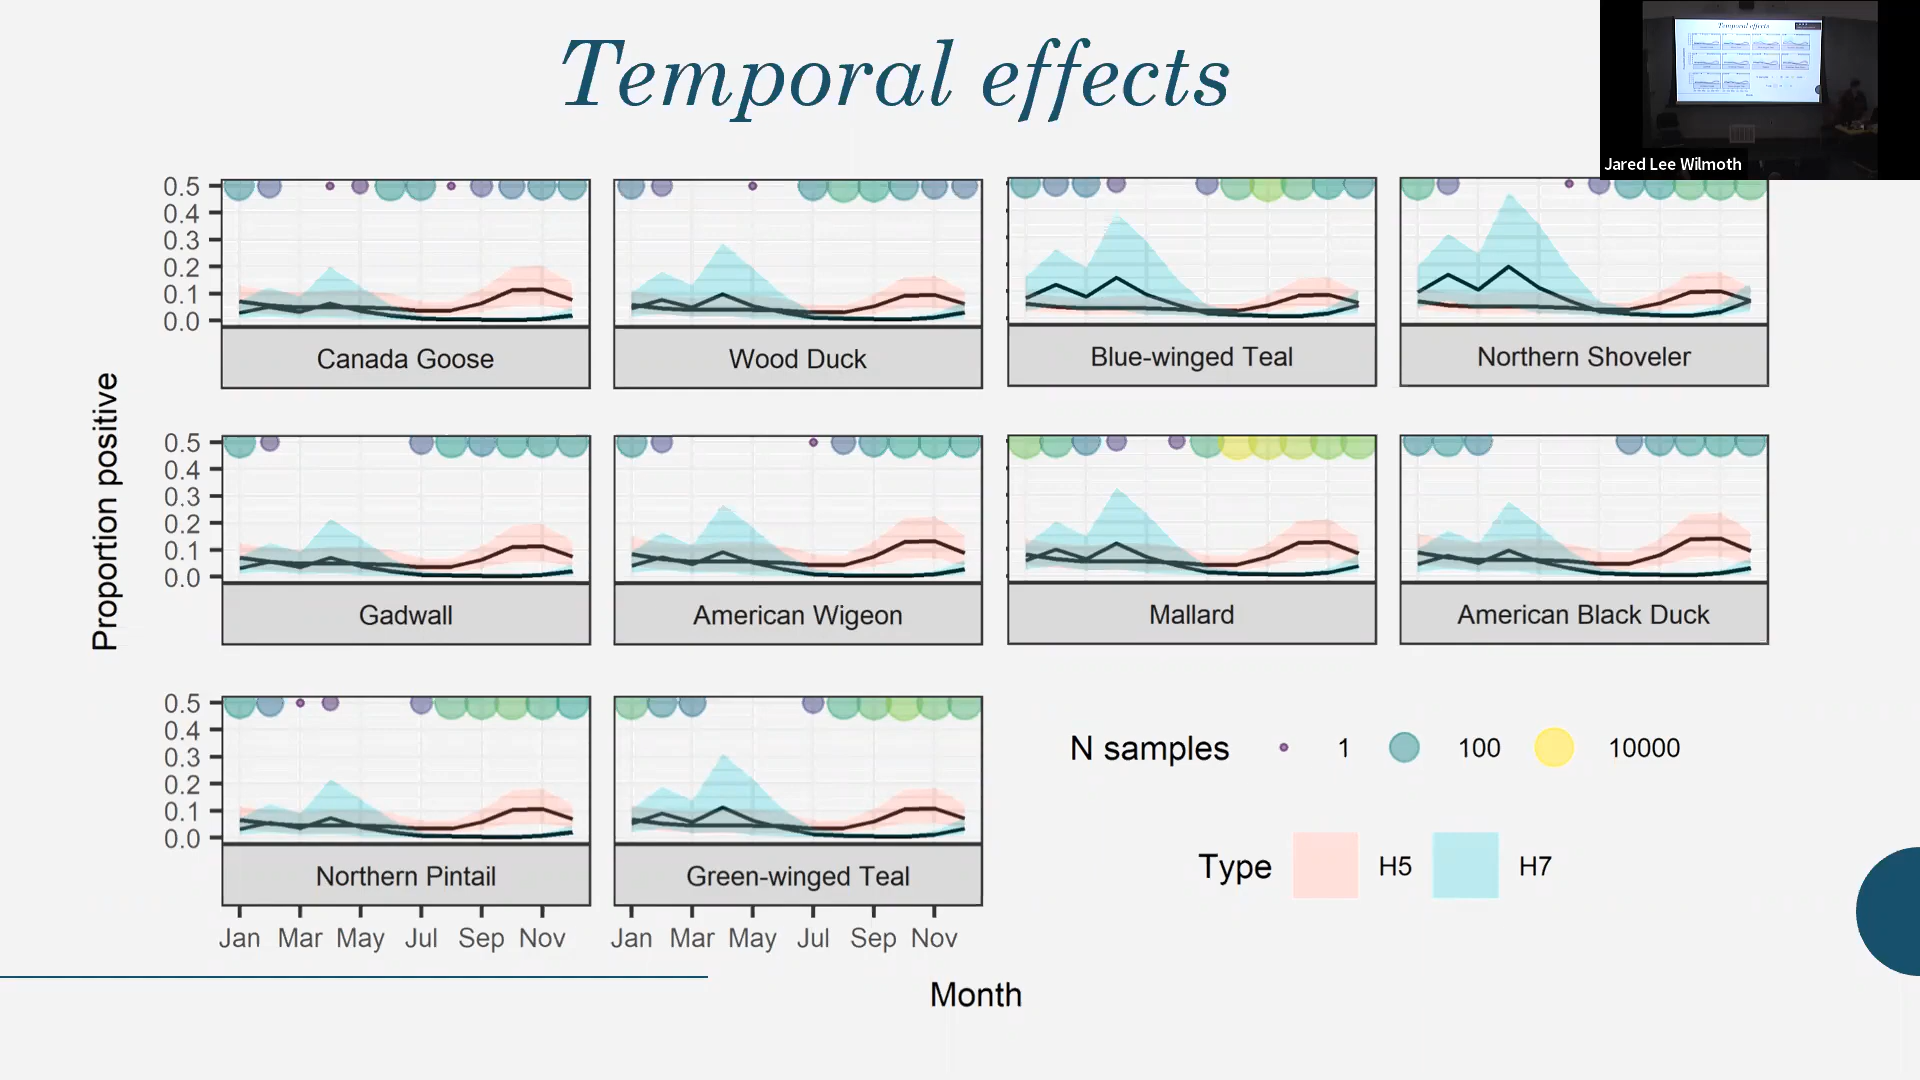 Temporal effects
Jared Lee Wilmoth
Proportion positive
0.5
0.4
0.3
0.2
0.1
0.0
Canada Goose
Wood Duck
Blue-winged Teal
Northern Shoveler
0.5
0.4
0.3
0.2
0.1
0.0
Gadwall
American Wigeon
Mallard
American Black Duck
0.5
0.4
0.3
0.2
0.1
0.0
Northern Pintail
Green-winged Teal
N samples 1 100 10000
Type H5 H7
Jan Mar May Jul Sep Nov
Jan Mar May Jul Sep Nov
Month